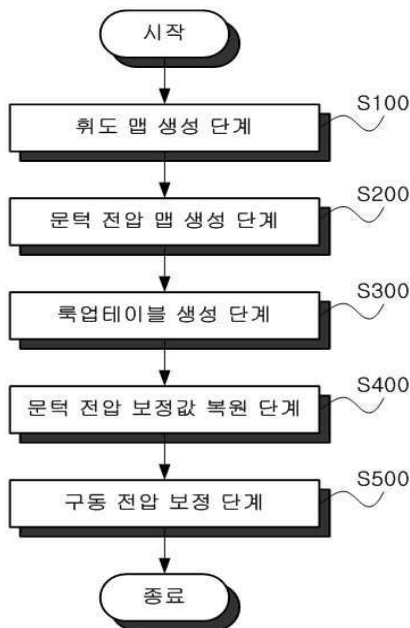 시작
S100
휘도 맵 생성 단계
S200
문턱 전압 맵 생성 단계
S300
룩업테이블 생성 단계
S400
문턱 전압 보정값 복원 단계
S500
구동 전압 보정 단계
종료